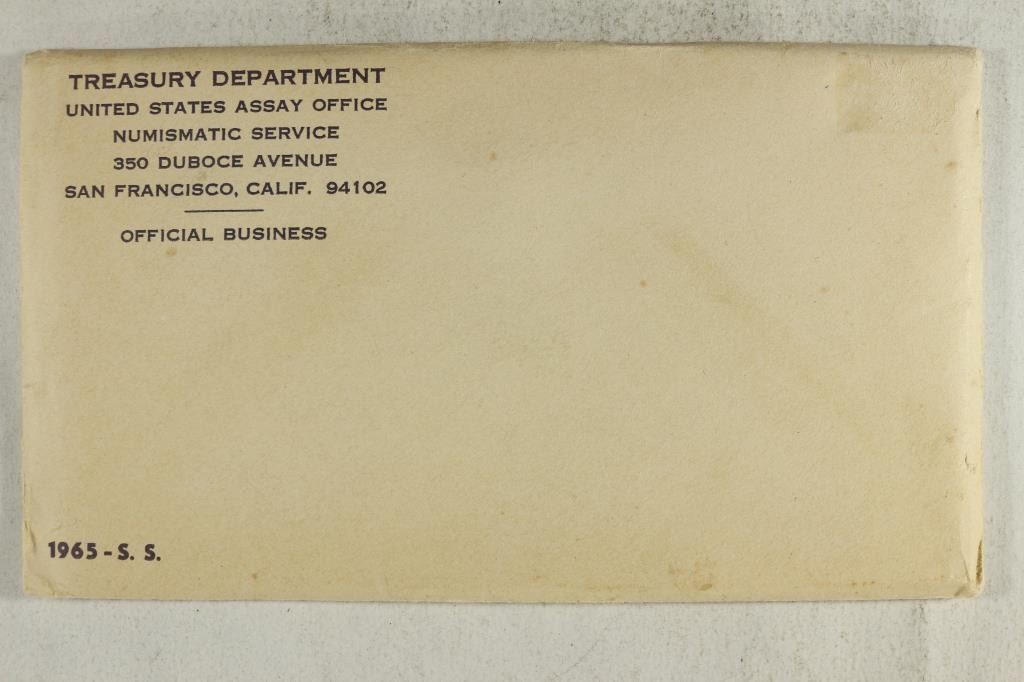 TREASURY DEPARTMENT
UNITED STATES ASSAY OFFICE
NUMISMATIC SERVICE
350 DUBOCE AVENUE
SAN FRANCISCO, CALIF. 94102
OFFICIAL BUSINESS
1965 - S. S.